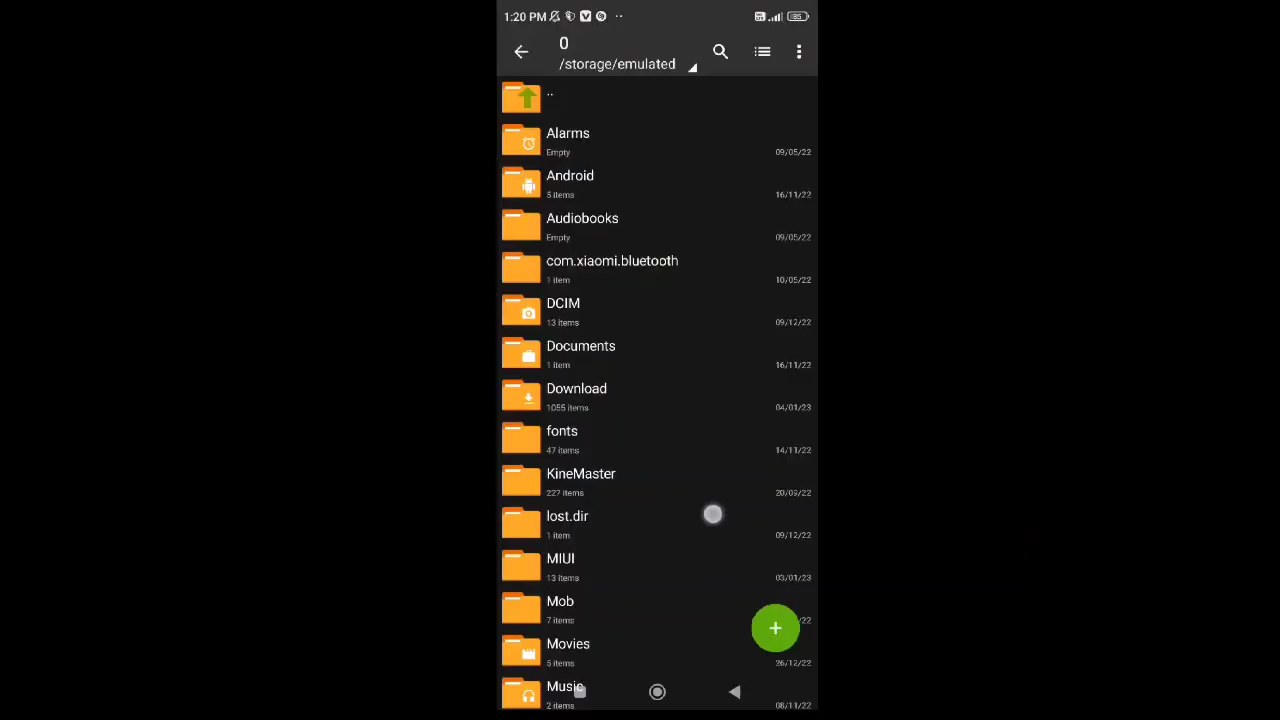 1:20 PM
85
0
/storage/emulated
..
Alarms
Empty
09/05/22
Android
5 items
16/11/22
Audiobooks
Empty
09/05/22
com.xiaomi.bluetooth
1 item
10/05/22
DCIM
13 items
09/12/22
Documents
1 item
16/11/22
Download
1055 items
04/01/23
fonts
47 items
14/11/22
KineMaster
227 items
20/09/22
lost.dir
1 item
09/12/22
MIUI
13 items
03/01/23
Mob
7 items
/22
Movies
5 items
26/12/22
Music
2 items
08/11/22